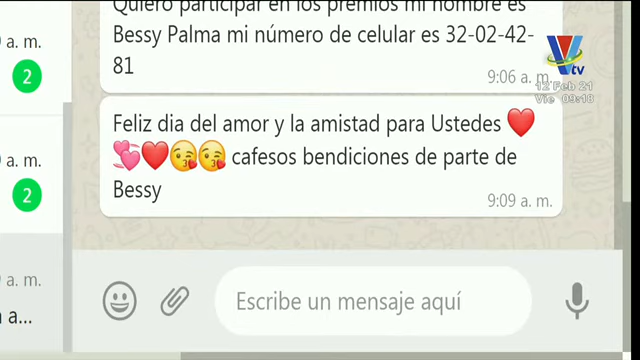 Quiero participar en los premios mi nombre es
Bessy Palma mi número de celular es 32-02-42-
81
9:06 a. m.
Feliz dia del amor y la amistad para Ustedes ❤️
💞❤️😘😘 cafesos bendiciones de parte de
Bessy
9:09 a. m.
Escribe un mensaje aquí
a. m.
2
a. m.
2
a. m.
a...
V tv
12 Feb 21
Vie 09:18